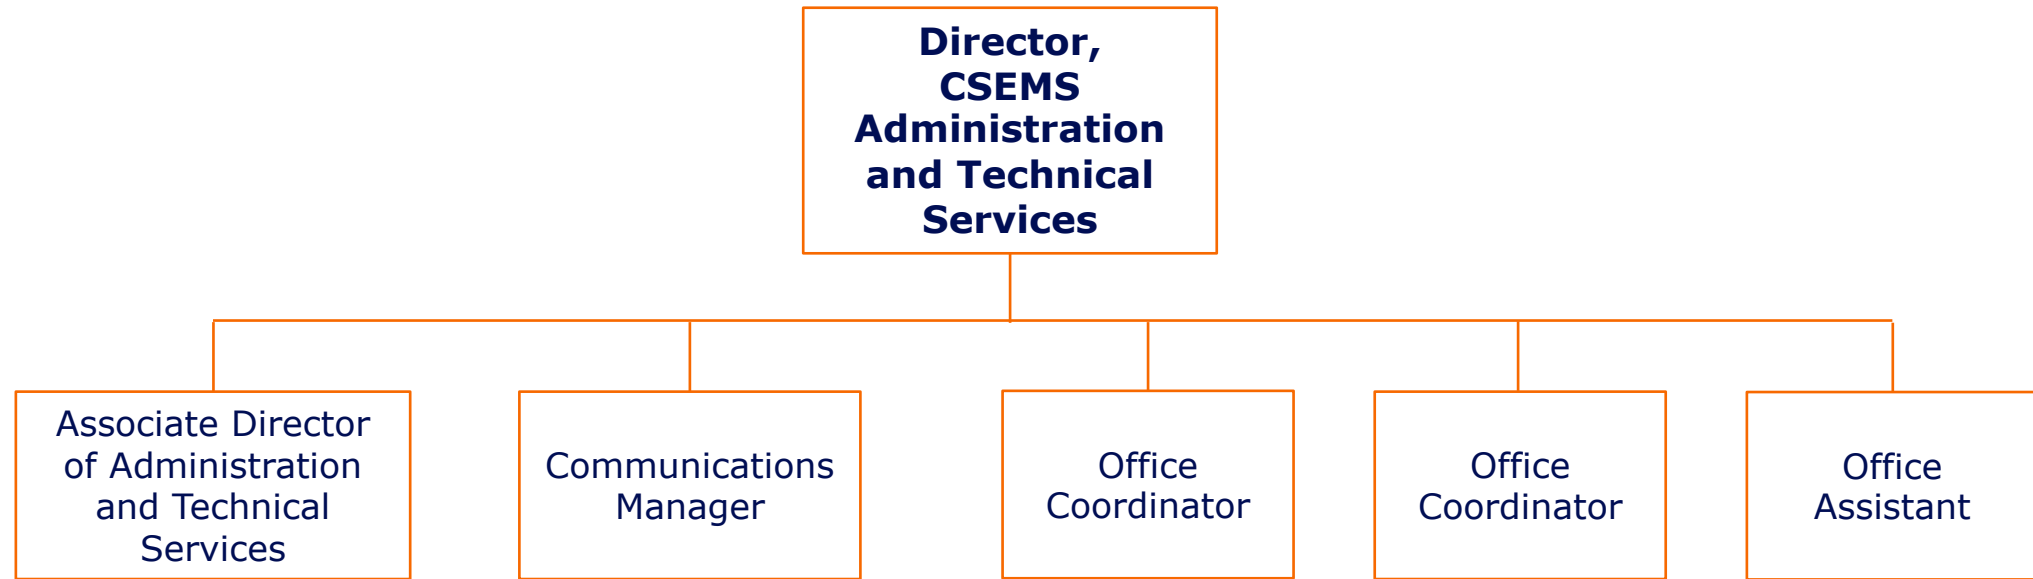 Director,
CSEMS
Administration
and Technical
Services
Associate Director
of Administration
and Technical
Services
Communications
Manager
Office
Coordinator
Office
Coordinator
Office
Assistant